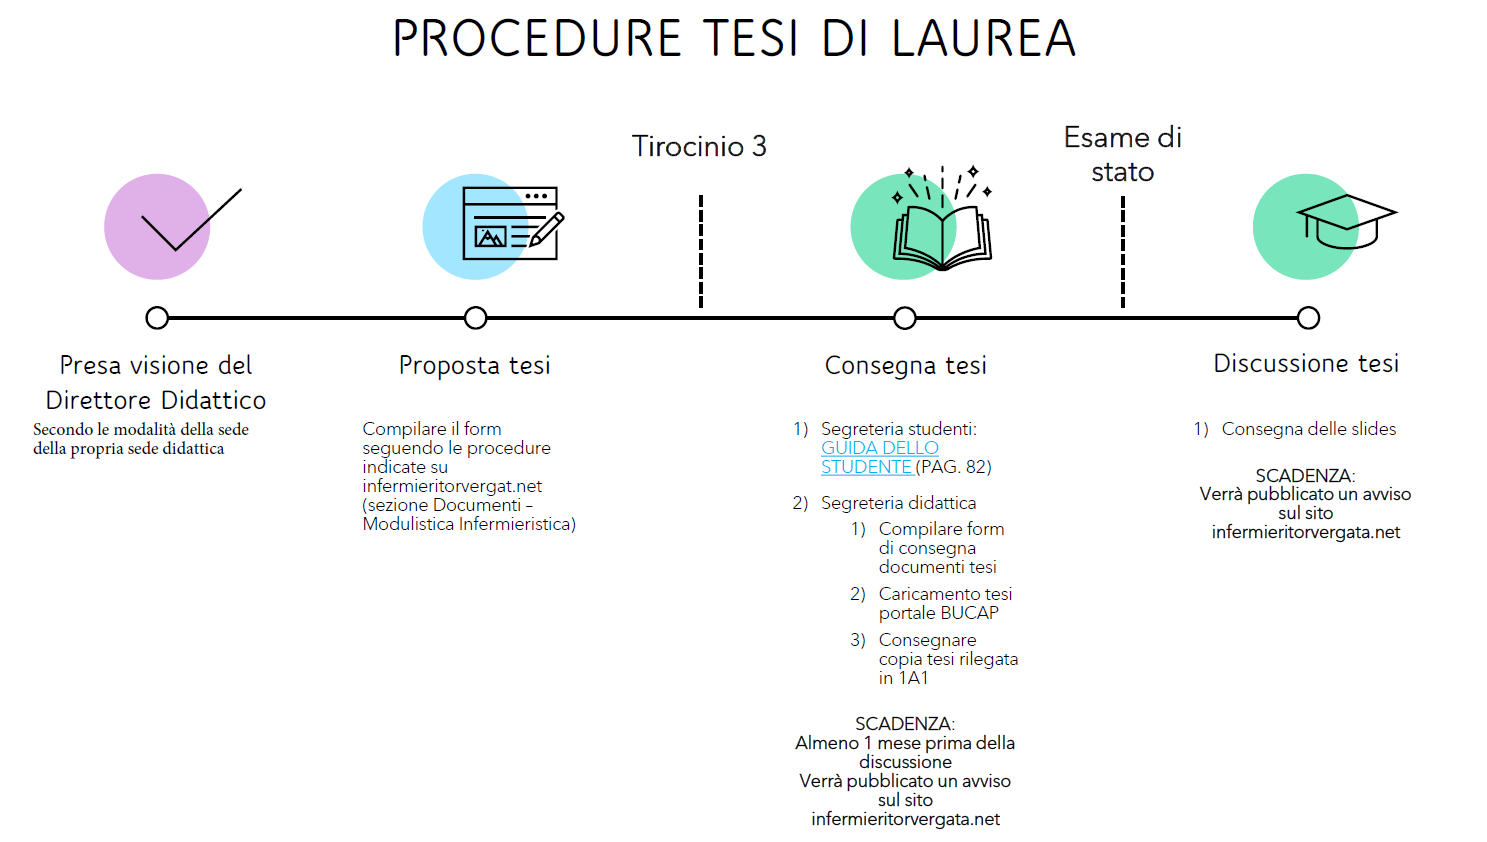 PROCEDURE TESI DI LAUREA
Tirocinio 3
Esame di
stato
Presa visione del
Direttore Didattico
Secondo le modalità della sede
della propria sede didattica
Proposta tesi
Compilare il form
seguendo le procedure
indicate su
infermieritorvergat.net
(sezione Documenti –
Modulistica Infermieristica)
Consegna tesi
1) Segreteria studenti:
GUIDA DELLO
STUDENTE (PAG. 82)
2) Segreteria didattica
1) Compilare form
di consegna
documenti tesi
2) Caricamento tesi
portale BUCAP
3) Consegnare
copia tesi rilegata
in 1A1
SCADENZA:
Almeno 1 mese prima della
discussione
Verrà pubblicato un avviso
sul sito
infermieritorvergata.net
Discussione tesi
1) Consegna delle slides
SCADENZA:
Verrà pubblicato un avviso
sul sito
infermieritorvergata.net